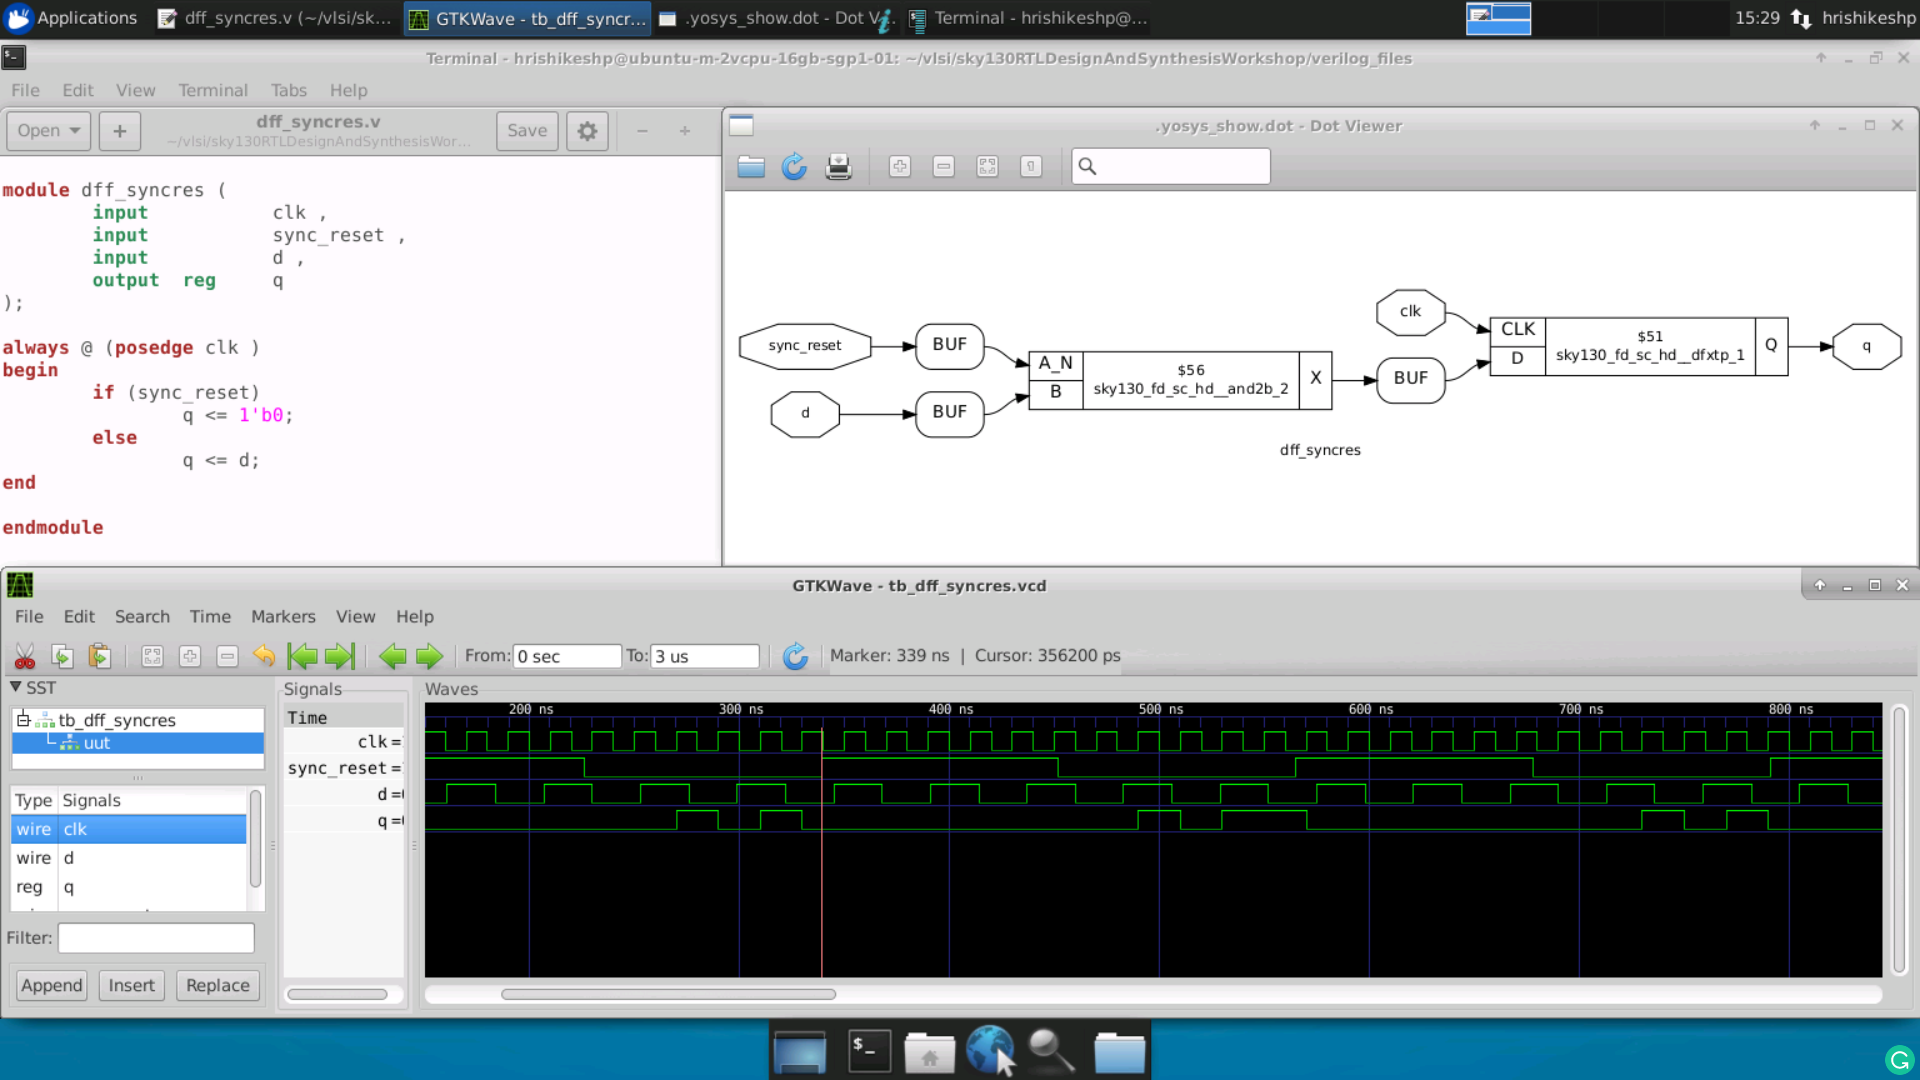 Applications
dff_syncres.v (~/vlsi/sk...
GTKWave - tb_dff_syncr...
.yosys_show.dot - Dot V
Terminal - hrishikeshp@...
15:29
hrishikeshp
Terminal - hrishikeshp@ubuntu-m-2vcpu-16gb-sgp1-01: ~/vlsi/sky130RTLDesignAndSynthesisWorkshop/verilog_files
File Edit View Terminal Tabs Help
Open
dff_syncres.v
~/vlsi/sky130RTLDesignAndSynthesisWor...
Save
module dff_syncres (
input clk ,
input sync_reset ,
input d ,
output reg q
);
always @ (posedge clk )
begin
if (sync_reset)
q <= 1'b0;
else
q <= d;
end
endmodule
.yosys_show.dot - Dot Viewer
sync_reset
BUF
d
BUF
A_N
B
$56
sky130_fd_sc_hd__and2b_2
X
clk
BUF
CLK
D
$51
sky130_fd_sc_hd__dfxtp_1
Q
q
dff_syncres
GTKWave - tb_dff_syncres.vcd
File Edit Search Time Markers View Help
From: 0 sec To: 3 us Marker: 339 ns | Cursor: 356200 ps
SST
tb_dff_syncres
uut
Type Signals
wire clk
wire d
reg q
Filter:
Append Insert Replace
Signals
Time
clk =
sync_reset =
d =
q =
Waves
200 ns 300 ns 400 ns 500 ns 600 ns 700 ns 800 ns
$_
G